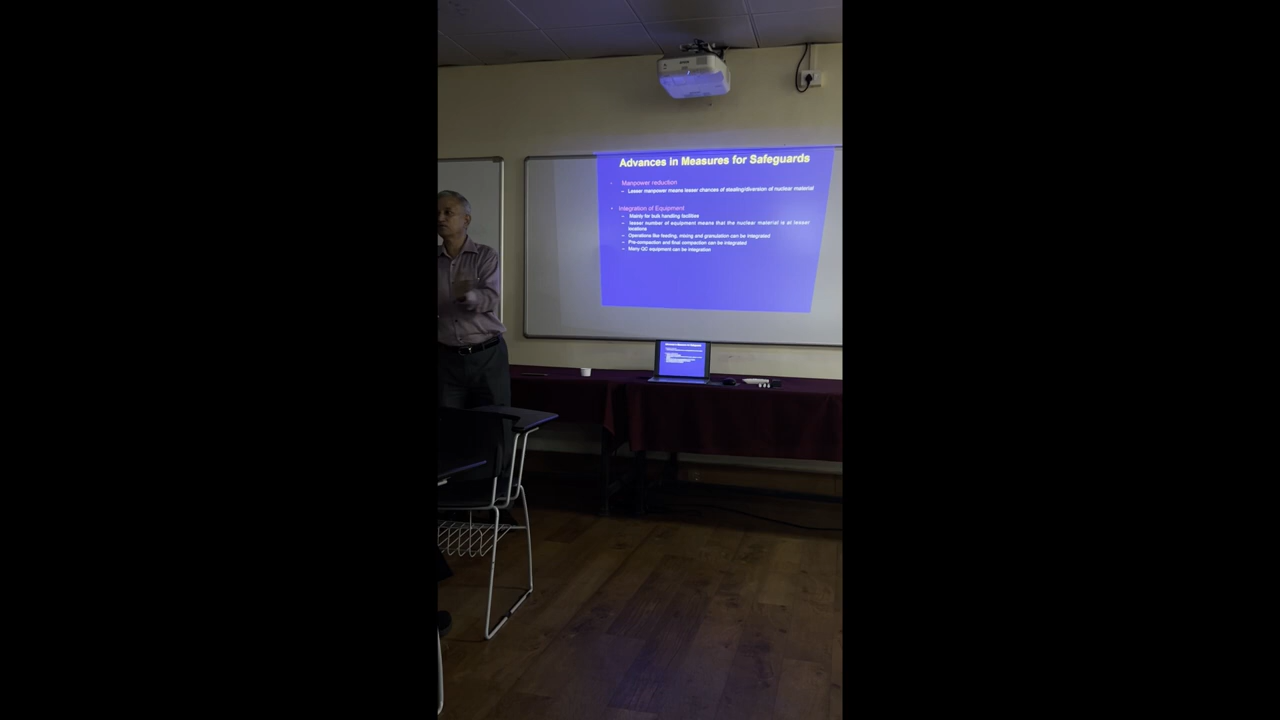 Advances in Measures for Safeguards
- Manpower reduction
– Lesser manpower means lesser chances of stealing/diversion of nuclear material
• Integration of Equipment
– Mainly for bulk handling facilities
– lesser number of equipment means that the nuclear material is at lesser
locations
– Operations like feeding, mixing and granulation can be integrated
– Pre-compaction and final compaction can be integrated
– Many QC equipment can be integration